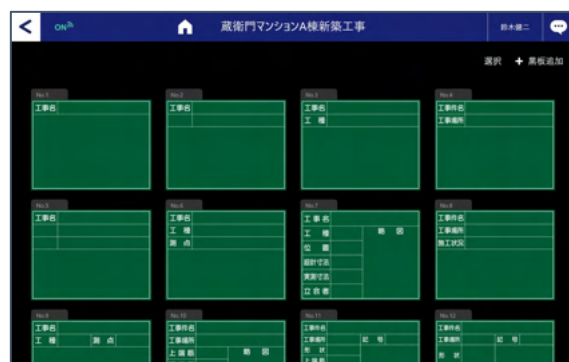 ON
蔵衛門マンションA棟新築工事
鈴木健二
選択 + 黒板追加
No.1 No.2 No.3 No.4
工事名
工事名
工事名
工 種
工事件名
工事場所
No.5 No.6 No.7 No.8
工事名
工事名
工 種
測 点
工 事 名
工 種 略 図
位 置
設計寸法
実測寸法
立 会 者
工事件名
工事場所
施工状況
No.9 No.10 No.11 No.12
工事名
工 種 測 点
工事件名
工事場所
上 端 筋 略 図
工事件名
工事場所 記 号
形 状
上 端 筋
工事件名
工事場所 記 号
形 状